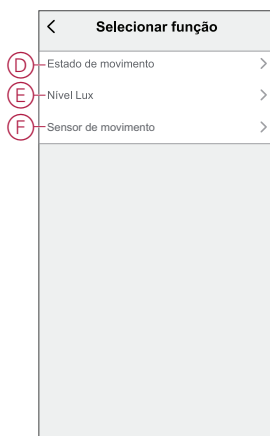 Selecionar função
D Estado de movimento
E Nível Lux
F Sensor de movimento